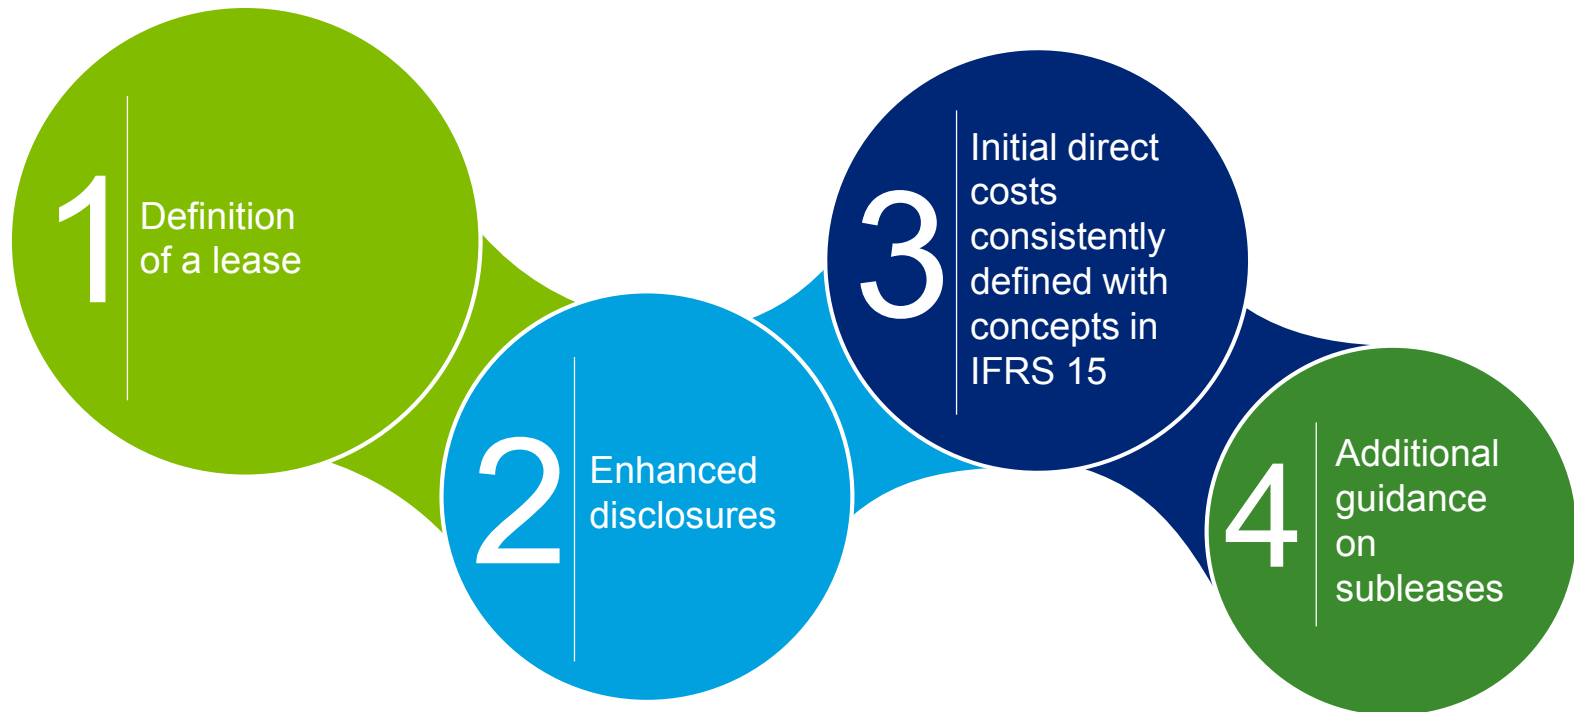 1
Definition
of a lease
2
Enhanced
disclosures
3
Initial direct
costs
consistently
defined with
concepts in
IFRS 15
4
Additional
guidance
on
subleases